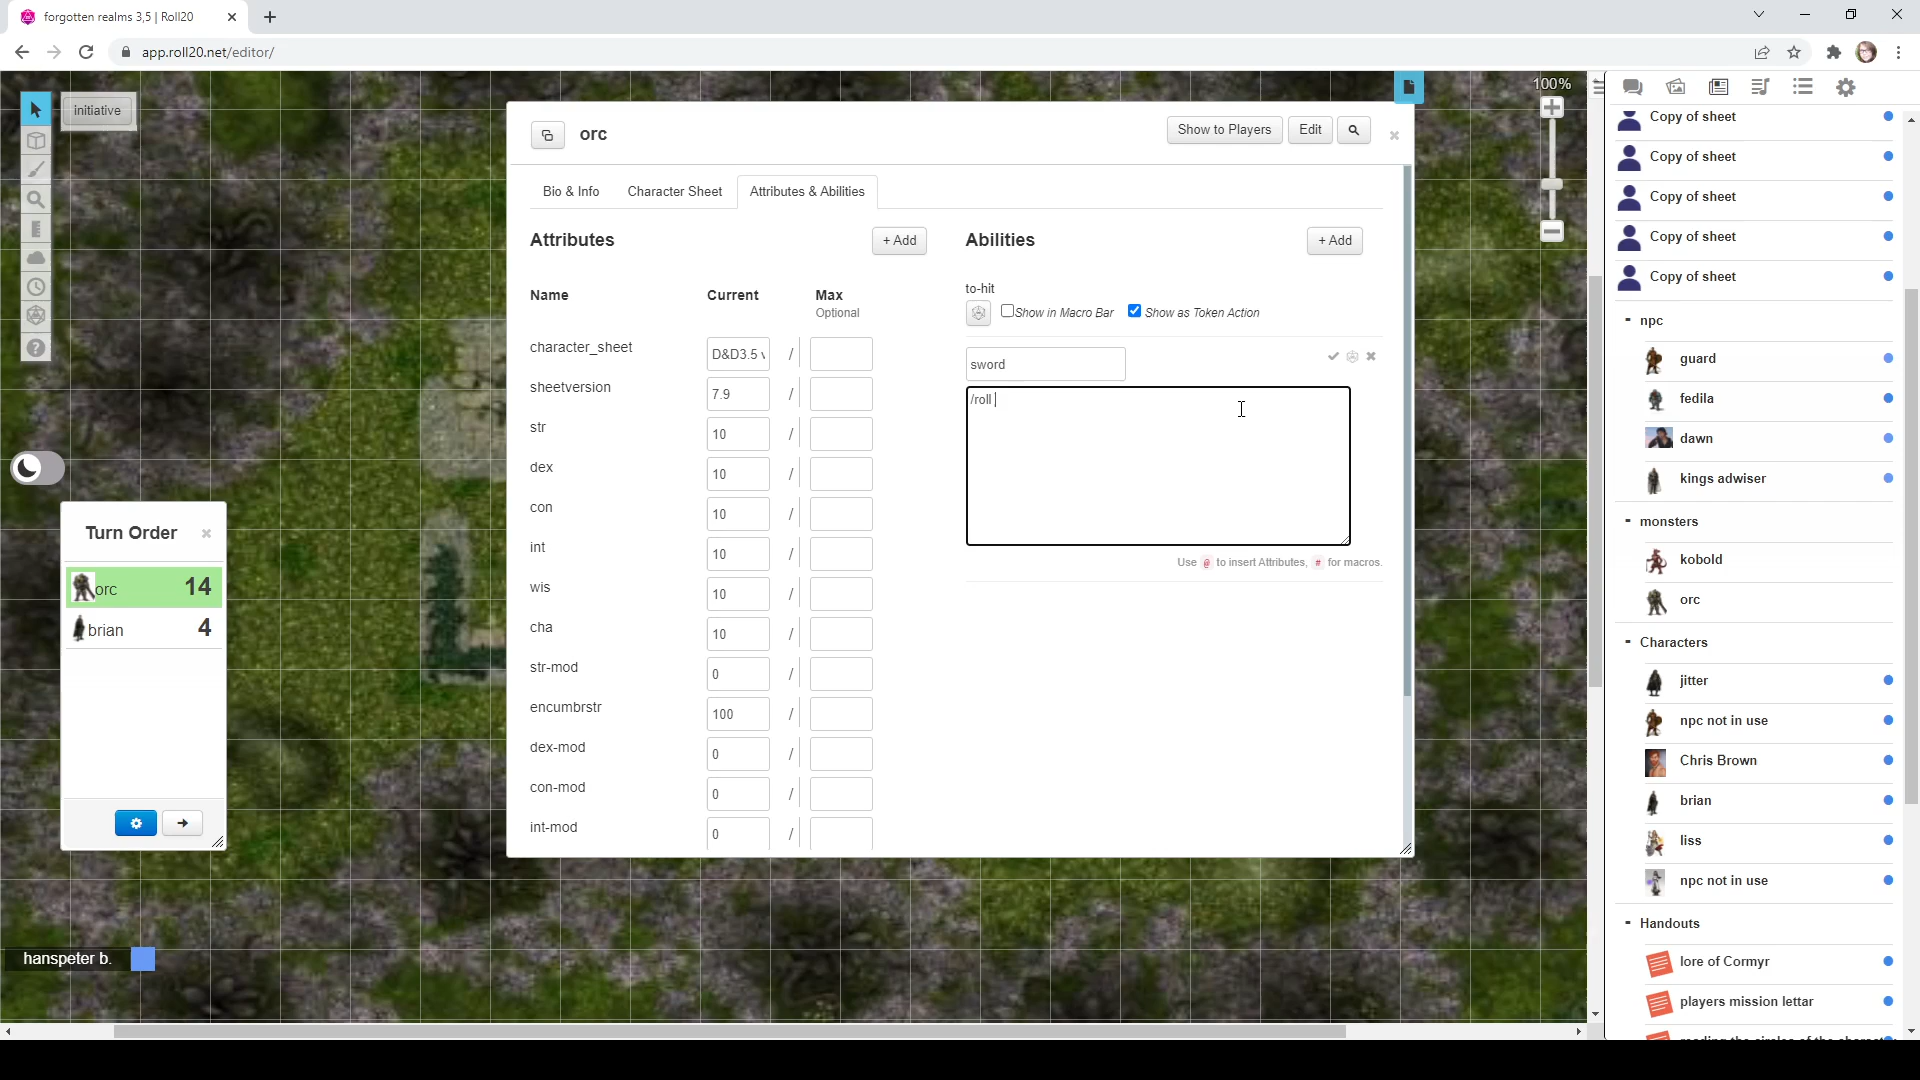 forgotten realms 3,5 | Roll20
app.roll20.net/editor/
initiative
100%
orc
Show to Players
Edit
Bio & Info
Character Sheet
Attributes & Abilities
Attributes
+ Add
Abilities
+ Add
Name
Current
Max
Optional
to-hit
Show in Macro Bar
Show as Token Action
character_sheet
D&D3.5 v
/
sword
sheetversion
7.9
/
/roll
str
10
/
dex
10
/
con
10
/
int
10
/
Use @ to insert Attributes, # for macros.
wis
10
/
cha
10
/
str-mod
0
/
encumbrstr
100
/
dex-mod
0
/
con-mod
0
/
int-mod
0
/
Turn Order
orc
14
brian
4
hanspeter b.
Copy of sheet
Copy of sheet
Copy of sheet
Copy of sheet
Copy of sheet
npc
guard
fedila
dawn
kings adwiser
monsters
kobold
orc
Characters
jitter
npc not in use
Chris Brown
brian
liss
npc not in use
Handouts
lore of Cormyr
players mission lettar